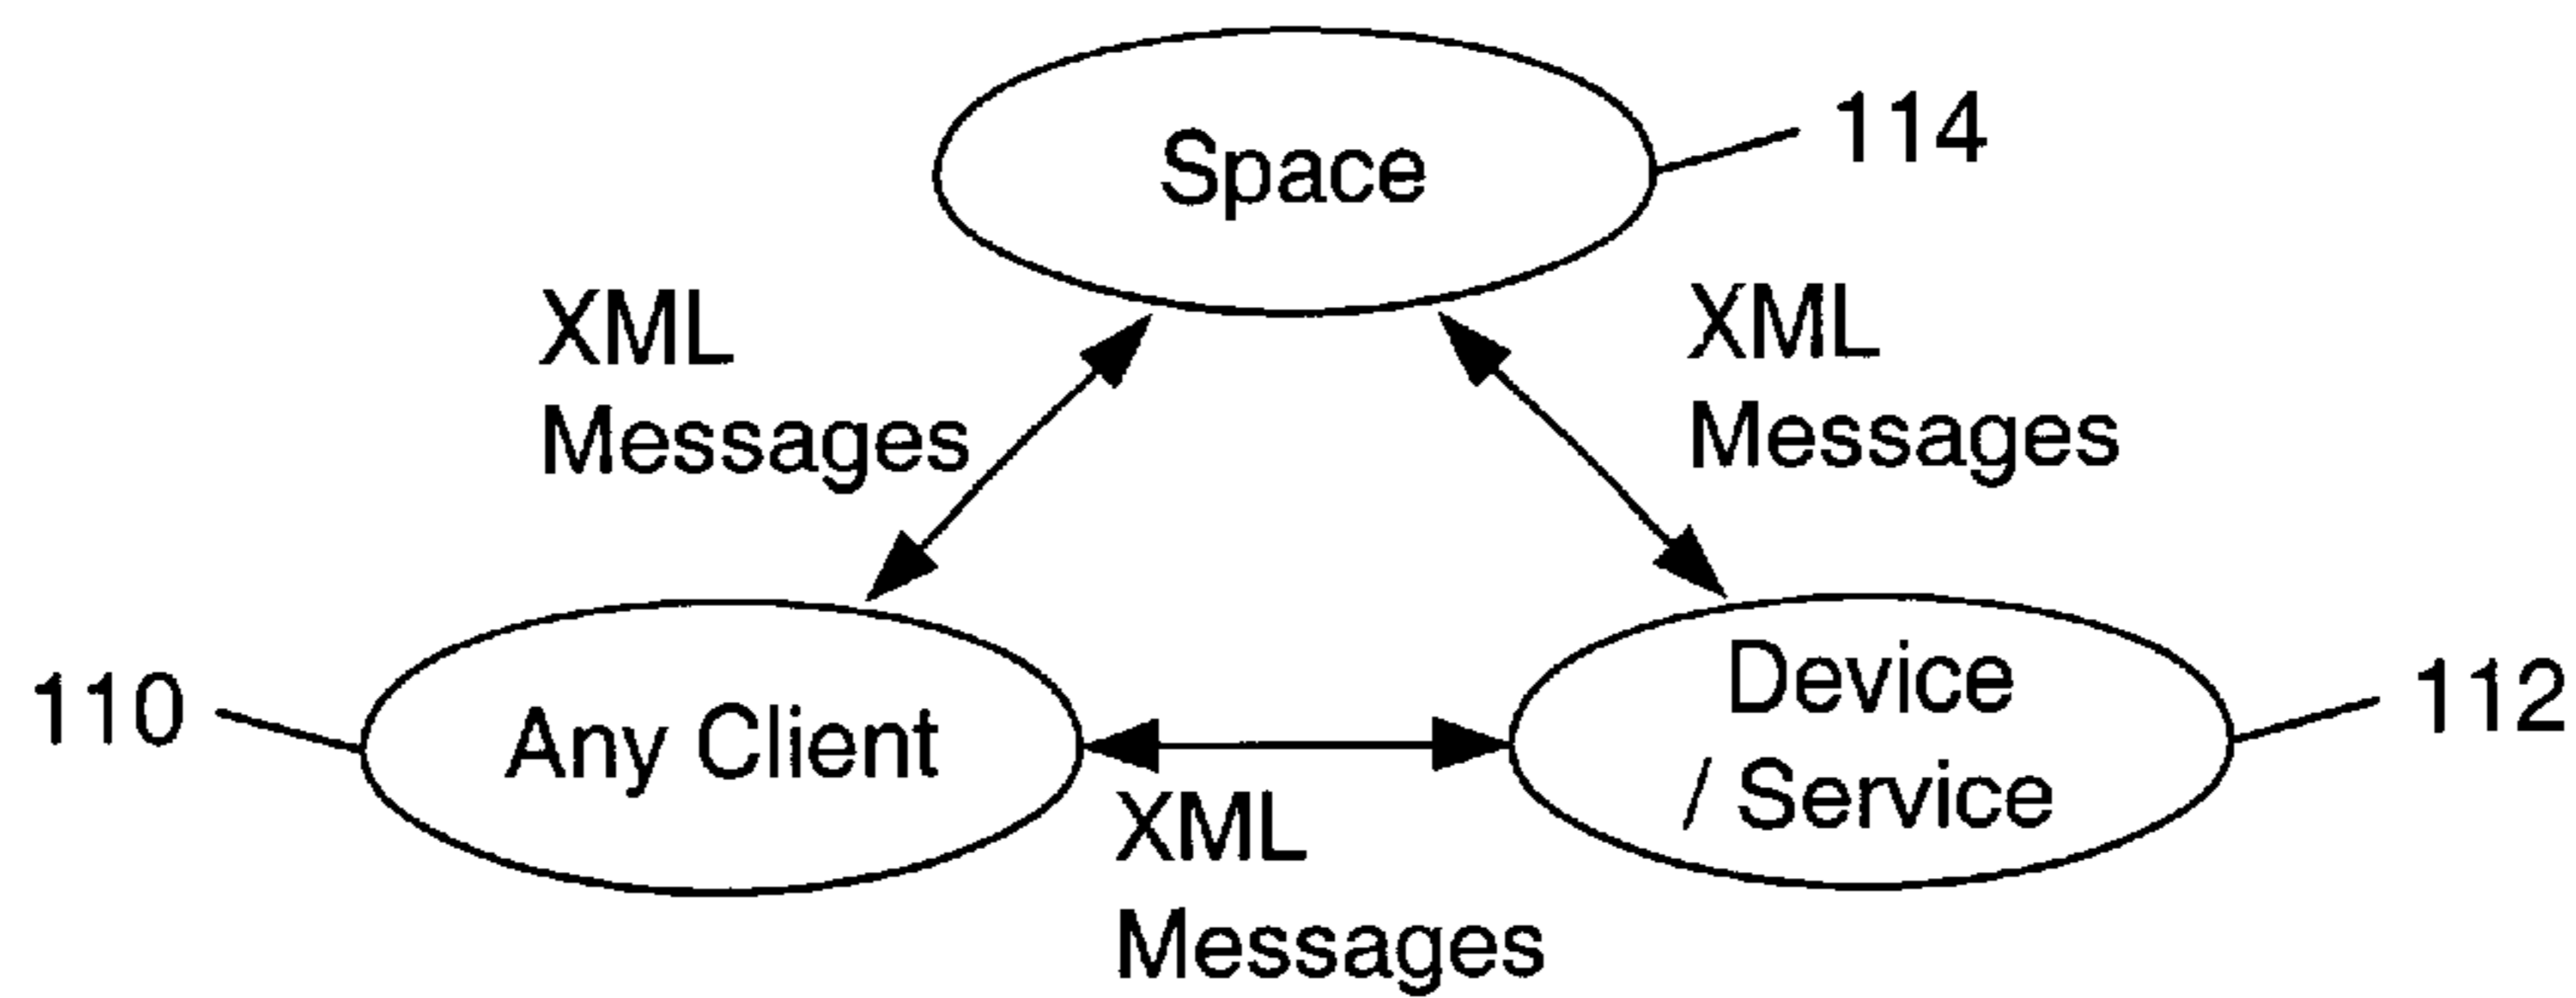 Space
114
XML
Messages
XML
Messages
110
Any Client
Device
/ Service
112
XML
Messages